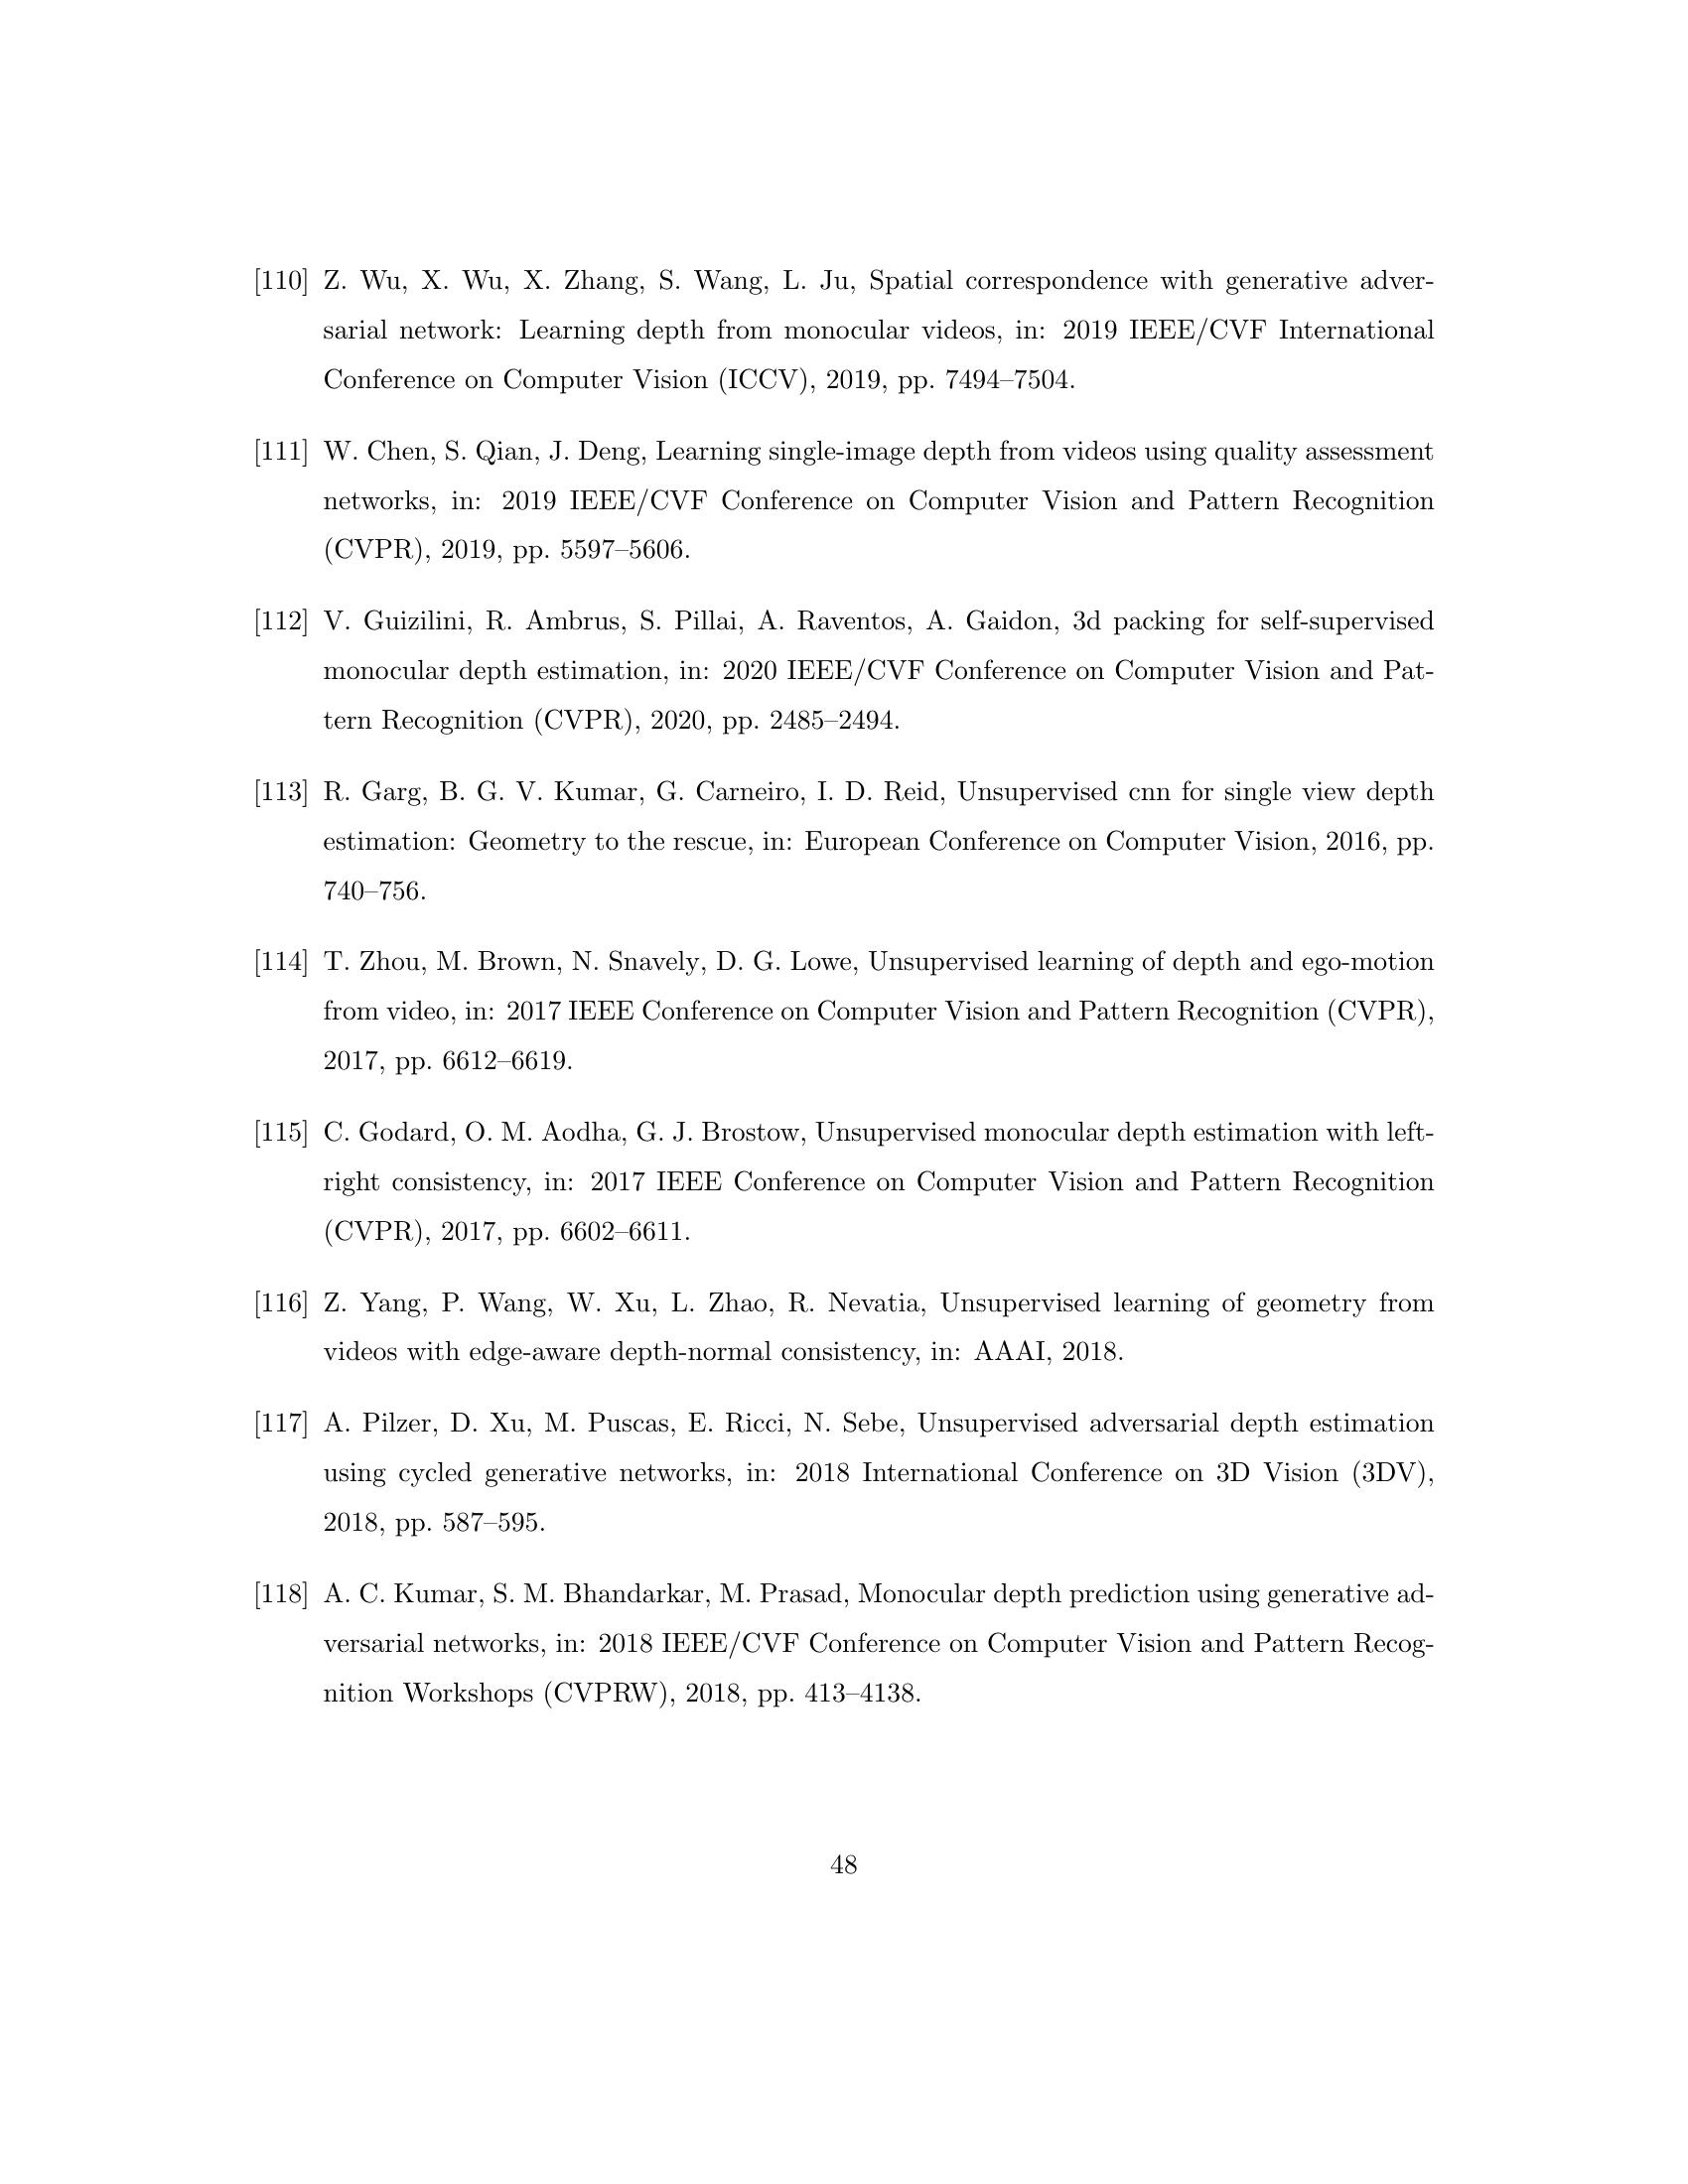 [110] Z. Wu, X. Wu, X. Zhang, S. Wang, L. Ju, Spatial correspondence with generative adver-
sarial network: Learning depth from monocular videos, in: 2019 IEEE/CVF International
Conference on Computer Vision (ICCV), 2019, pp. 7494–7504.
[111] W. Chen, S. Qian, J. Deng, Learning single-image depth from videos using quality assessment
networks, in: 2019 IEEE/CVF Conference on Computer Vision and Pattern Recognition
(CVPR), 2019, pp. 5597–5606.
[112] V. Guizilini, R. Ambrus, S. Pillai, A. Raventos, A. Gaidon, 3d packing for self-supervised
monocular depth estimation, in: 2020 IEEE/CVF Conference on Computer Vision and Pat-
tern Recognition (CVPR), 2020, pp. 2485–2494.
[113] R. Garg, B. G. V. Kumar, G. Carneiro, I. D. Reid, Unsupervised cnn for single view depth
estimation: Geometry to the rescue, in: European Conference on Computer Vision, 2016, pp.
740–756.
[114] T. Zhou, M. Brown, N. Snavely, D. G. Lowe, Unsupervised learning of depth and ego-motion
from video, in: 2017 IEEE Conference on Computer Vision and Pattern Recognition (CVPR),
2017, pp. 6612–6619.
[115] C. Godard, O. M. Aodha, G. J. Brostow, Unsupervised monocular depth estimation with left-
right consistency, in: 2017 IEEE Conference on Computer Vision and Pattern Recognition
(CVPR), 2017, pp. 6602–6611.
[116] Z. Yang, P. Wang, W. Xu, L. Zhao, R. Nevatia, Unsupervised learning of geometry from
videos with edge-aware depth-normal consistency, in: AAAI, 2018.
[117] A. Pilzer, D. Xu, M. Puscas, E. Ricci, N. Sebe, Unsupervised adversarial depth estimation
using cycled generative networks, in: 2018 International Conference on 3D Vision (3DV),
2018, pp. 587–595.
[118] A. C. Kumar, S. M. Bhandarkar, M. Prasad, Monocular depth prediction using generative ad-
versarial networks, in: 2018 IEEE/CVF Conference on Computer Vision and Pattern Recog-
nition Workshops (CVPRW), 2018, pp. 413–4138.
48